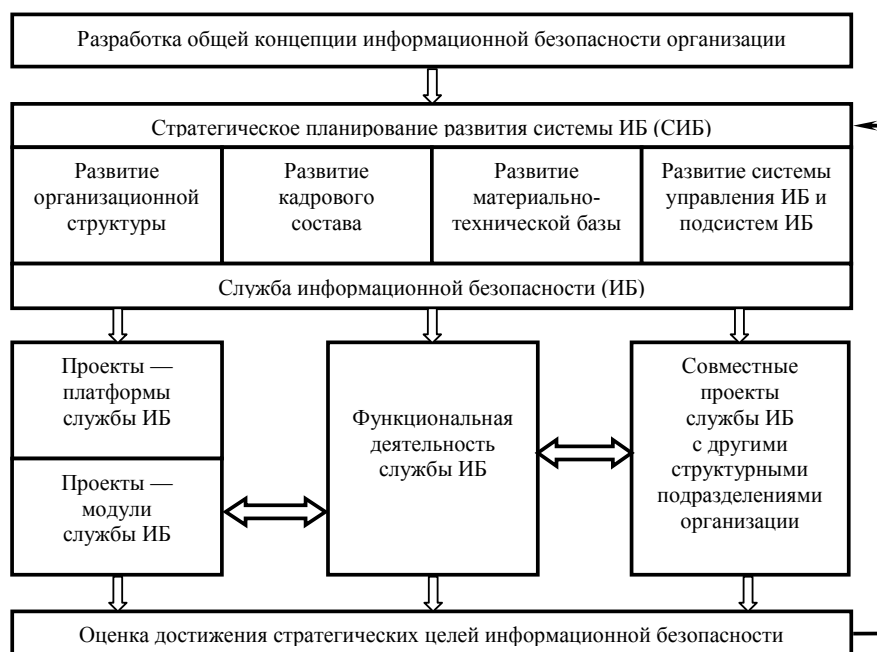 Разработка общей концепции информационной безопасности организации
Стратегическое планирование развития системы ИБ (СИБ)
Развитие
организационной
структуры
Развитие
кадрового
состава
Развитие
материально-
технической базы
Развитие системы
управления ИБ и
подсистем ИБ
Служба информационной безопасности (ИБ)
Проекты —
платформы
службы ИБ
Проекты —
модули
службы ИБ
Функциональная
деятельность
службы ИБ
Совместные
проекты
службы ИБ
с другими
структурными
подразделениями
организации
Оценка достижения стратегических целей информационной безопасности